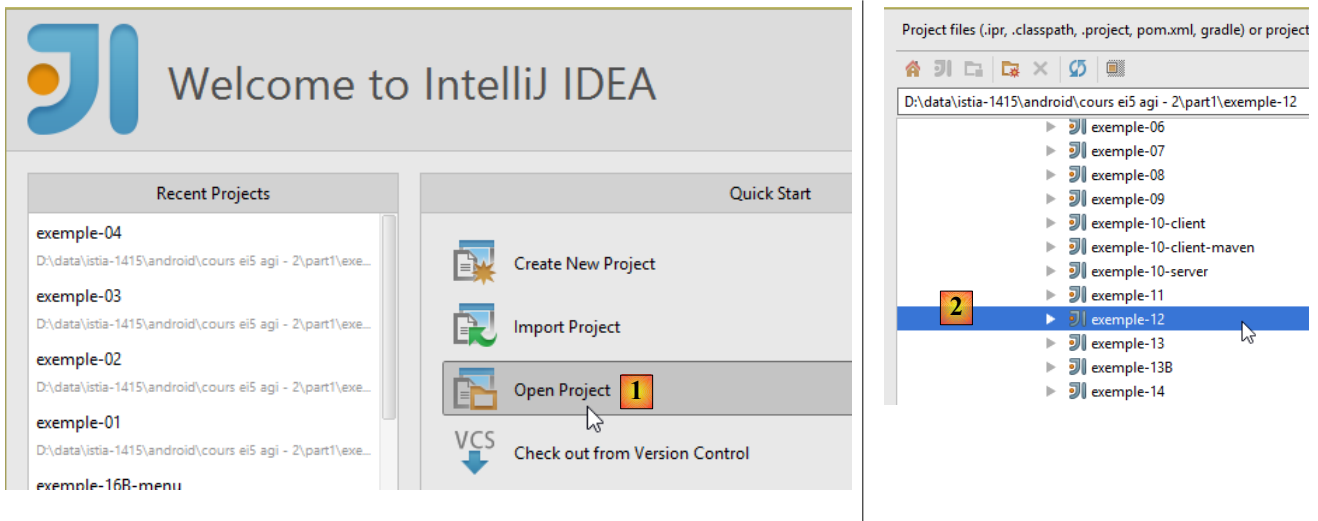 Welcome to IntelliJ IDEA
Recent Projects
exemple-04
D:\data\istia-1415\android\cours ei5 agi - 2\part1\exe...
exemple-03
D:\data\istia-1415\android\cours ei5 agi - 2\part1\exe...
exemple-02
D:\data\istia-1415\android\cours ei5 agi - 2\part1\exe...
exemple-01
D:\data\istia-1415\android\cours ei5 agi - 2\part1\exe...
exemple-16B-menu
Quick Start
Create New Project
Import Project
Open Project 1
VCS
Check out from Version Control
Project files (.ipr, .classpath, .project, pom.xml, gradle) or project
D:\data\istia-1415\android\cours ei5 agi - 2\part1\exemple-12
exemple-06
exemple-07
exemple-08
exemple-09
exemple-10-client
exemple-10-client-maven
exemple-10-server
exemple-11
2 exemple-12
exemple-13
exemple-13B
exemple-14